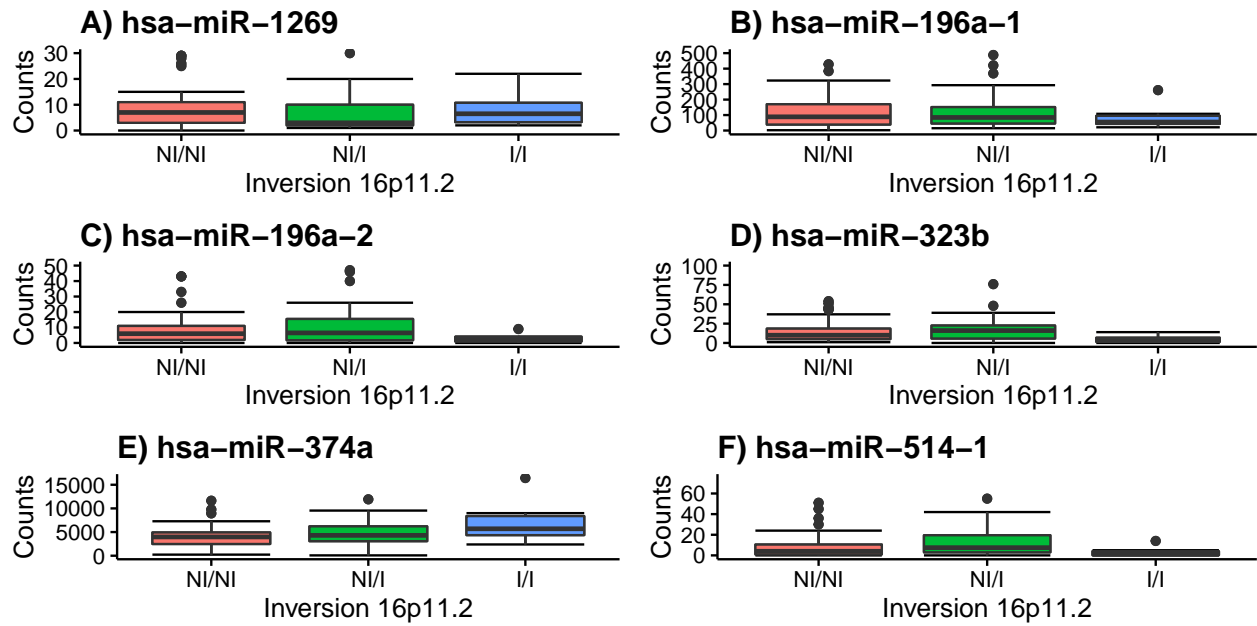 A) hsa−miR−1269
Counts
30
20
10
0
NI/NI NI/I I/I
Inversion 16p11.2
B) hsa−miR−196a−1
Counts
500
400
300
200
100
0
NI/NI NI/I I/I
Inversion 16p11.2
C) hsa−miR−196a−2
Counts
50
40
30
20
10
0
NI/NI NI/I I/I
Inversion 16p11.2
D) hsa−miR−323b
Counts
100
75
50
25
0
NI/NI NI/I I/I
Inversion 16p11.2
E) hsa−miR−374a
Counts
15000
10000
5000
0
NI/NI NI/I I/I
Inversion 16p11.2
F) hsa−miR−514−1
Counts
60
40
20
0
NI/NI NI/I I/I
Inversion 16p11.2